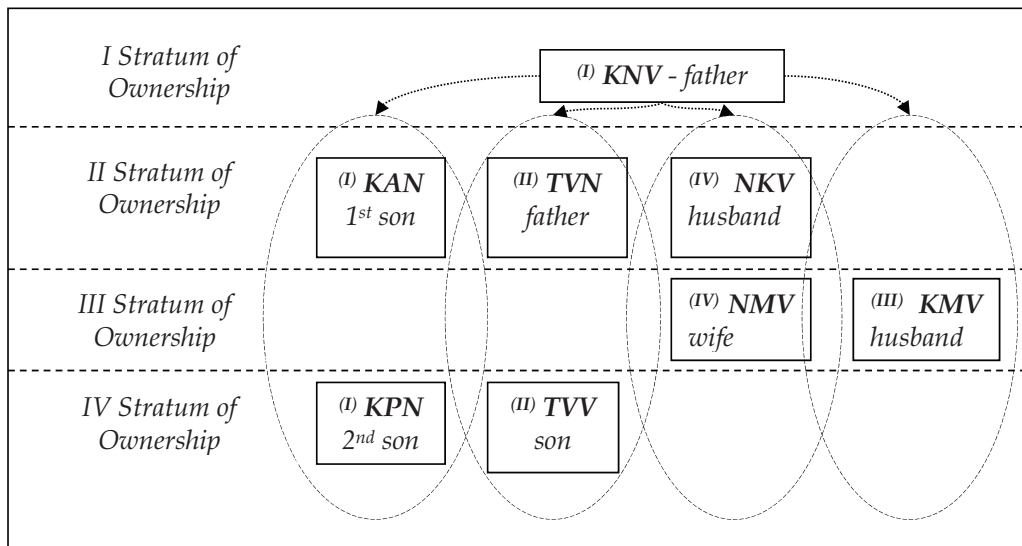 I Stratum of
Ownership
(I) KNV - father
II Stratum of
Ownership
(I) KAN
1st son
(II) TVN
father
(IV) NKV
husband
III Stratum of
Ownership
(IV) NMV
wife
(III) KMV
husband
IV Stratum of
Ownership
(I) KPN
2nd son
(II) TVV
son